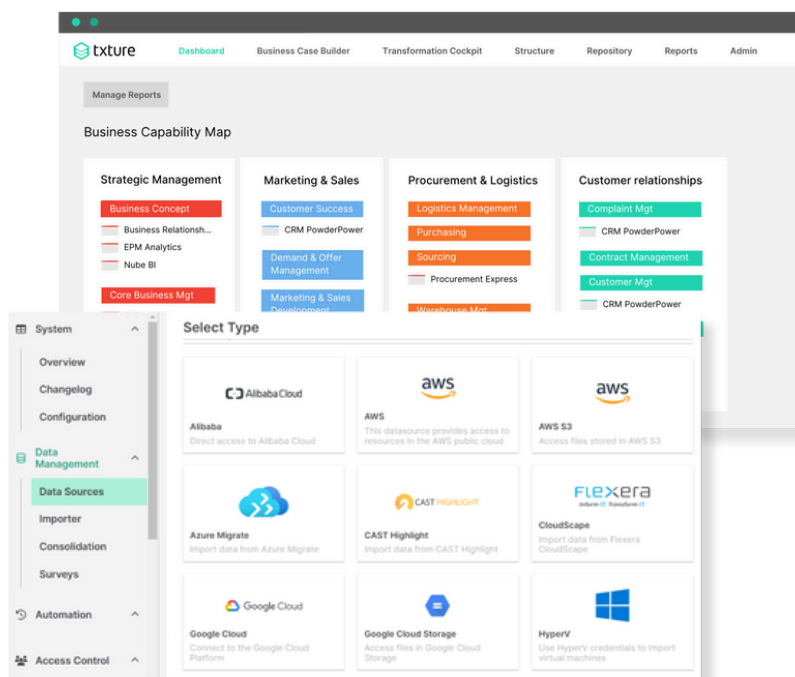 txture
Dashboard
Business Case Builder
Transformation Cockpit
Structure
Repository
Reports
Admin
Manage Reports
Business Capability Map
Strategic Management
Business Concept
Business Relationsh...
EPM Analytics
Nube BI
Core Business Mgt
Marketing & Sales
Customer Success
CRM PowderPower
Demand & Offer
Management
Marketing & Sales
Development
Procurement & Logistics
Logistics Management
Purchasing
Sourcing
Procurement Express
Warehouse Mgt
Customer relationships
Complaint Mgt
CRM PowderPower
Contract Management
Customer Mgt
CRM PowderPower
System
Overview
Changelog
Configuration
Data
Management
Data Sources
Importer
Consolidation
Surveys
Automation
Access Control
Select Type
Alibaba Cloud
Alibaba
Direct access to Alibaba Cloud
aws
AWS
This datasource provides access to
resources in the AWS public cloud
aws
AWS S3
Access files stored in AWS S3
Azure Migrate
Import data from Azure Migrate
CAST HIGHLIGHT
CAST Highlight
Import data from CAST Highlight
FLEXERA
Inform IT. Transform IT.
CloudScape
Import data from Flexera
CloudScape
Google Cloud
Google Cloud
Connect to the Google Cloud
Platform
Google Cloud Storage
Access files in Google Cloud
Storage
HyperV
Use HyperV credentials to import
virtual machines